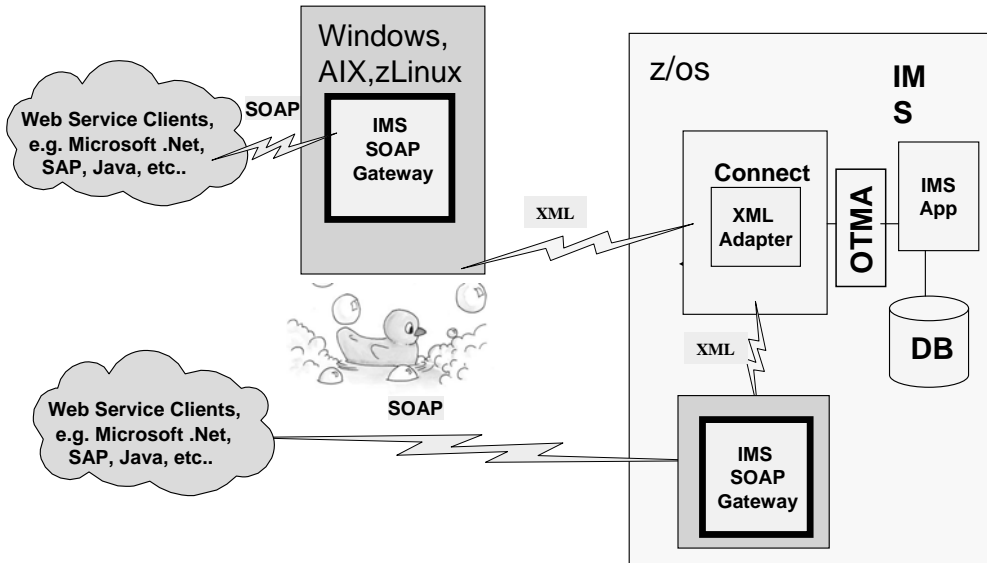 Windows,
AIX,zLinux
SOAP
Web Service Clients,
e.g. Microsoft .Net,
SAP, Java, etc..
IMS
SOAP
Gateway
XML
z/os
IM
S
Connect
XML
Adapter
OTMA
IMS
App
DB
XML
SOAP
Web Service Clients,
e.g. Microsoft .Net,
SAP, Java, etc..
IMS
SOAP
Gateway